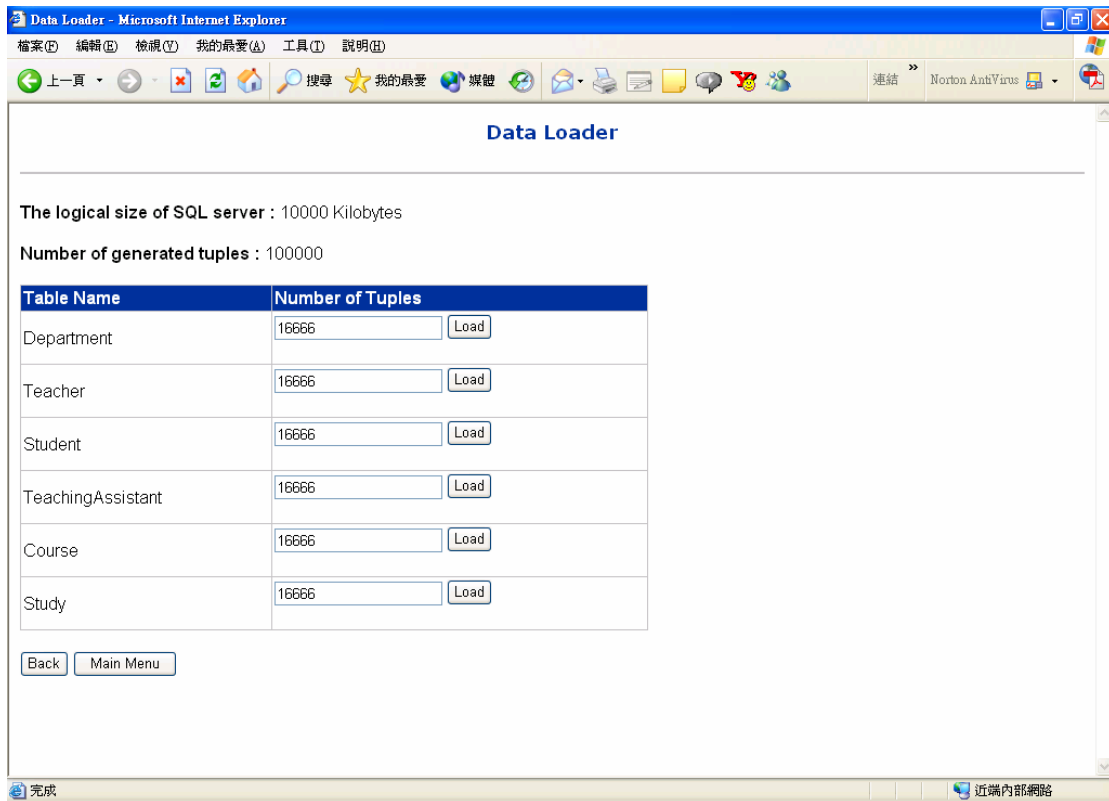 Data Loader - Microsoft Internet Explorer
檔案(F) 編輯(E) 檢視(V) 我的最愛(A) 工具(T) 說明(H)
上一頁 搜尋 我的最愛 媒體 連結 » Norton AntiVirus
Data Loader
The logical size of SQL server : 10000 Kilobytes
Number of generated tuples : 100000
Table Name Number of Tuples
Department 16666 Load
Teacher 16666 Load
Student 16666 Load
TeachingAssistant 16666 Load
Course 16666 Load
Study 16666 Load
Back Main Menu
完成 近端內部網路